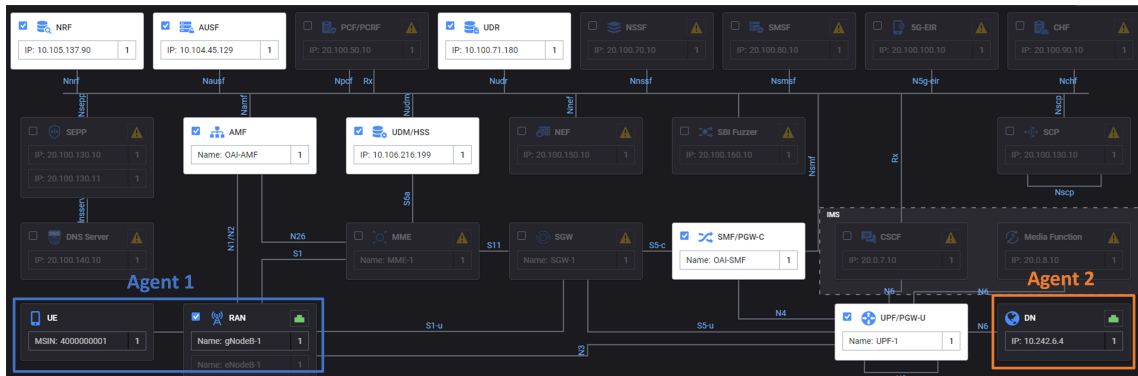 NRF
IP: 10.105.137.90 1
AUSF
IP: 10.104.45.129 1
PCF/PCRF
IP: 20.100.50.10 1
UDR
IP: 10.100.71.180 1
NSSF
IP: 20.100.70.10 1
SMSF
IP: 20.100.80.10 1
5G-EIR
IP: 20.100.100.10 1
CHF
IP: 20.100.90.10 1
Nnrf
Nausf
Npcf
Rx
Nudr
Nnssf
Nsmsf
N5g-eir
Nchf
Nsepp
Namf
Nudm
Nnef
Nsmf
Rx
Nscp
SEPP
IP: 20.100.130.10 1
IP: 20.100.130.11 1
AMF
Name: OAI-AMF 1
UDM/HSS
IP: 10.106.216.199 1
NEF
IP: 20.100.150.10 1
SBI Fuzzer
IP: 20.100.160.10 1
SCP
IP: 20.100.130.10 1
Nscp
N1/N2
S6a
IMS
DNS Server
IP: 20.100.140.10 1
N26
S1
MME
Name: MME-1 1
S11
SGW
Name: SGW-1 1
S5-c
SMF/PGW-C
Name: OAI-SMF 1
CSCF
IP: 20.0.7.10 1
Media Function
IP: 20.0.8.10 1
Agent 1
Agent 2
N6
N6
UE
MSIN: 4000000001 1
RAN
Name: gNodeB-1 1
Name: eNodeB-1 1
S1-u
N3
S5-u
N4
UPF/PGW-U
Name: UPF-1 1
N6
DN
IP: 10.242.6.4 1